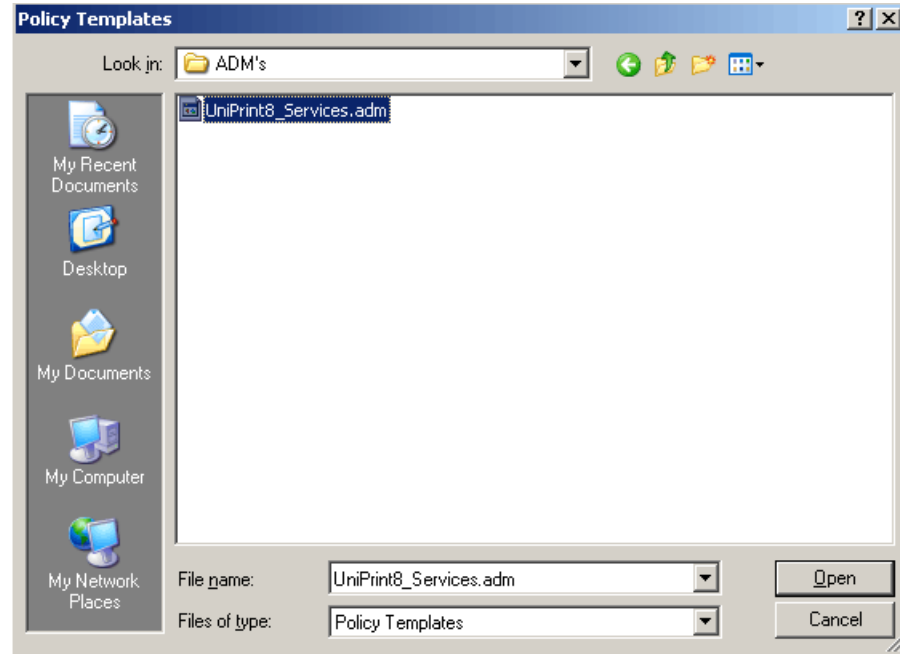 Policy Templates
Look in:
ADM's
UniPrint8_Services.adm
My Recent
Documents
Desktop
My Documents
My Computer
My Network
Places
File name:
UniPrint8_Services.adm
Open
Files of type:
Policy Templates
Cancel